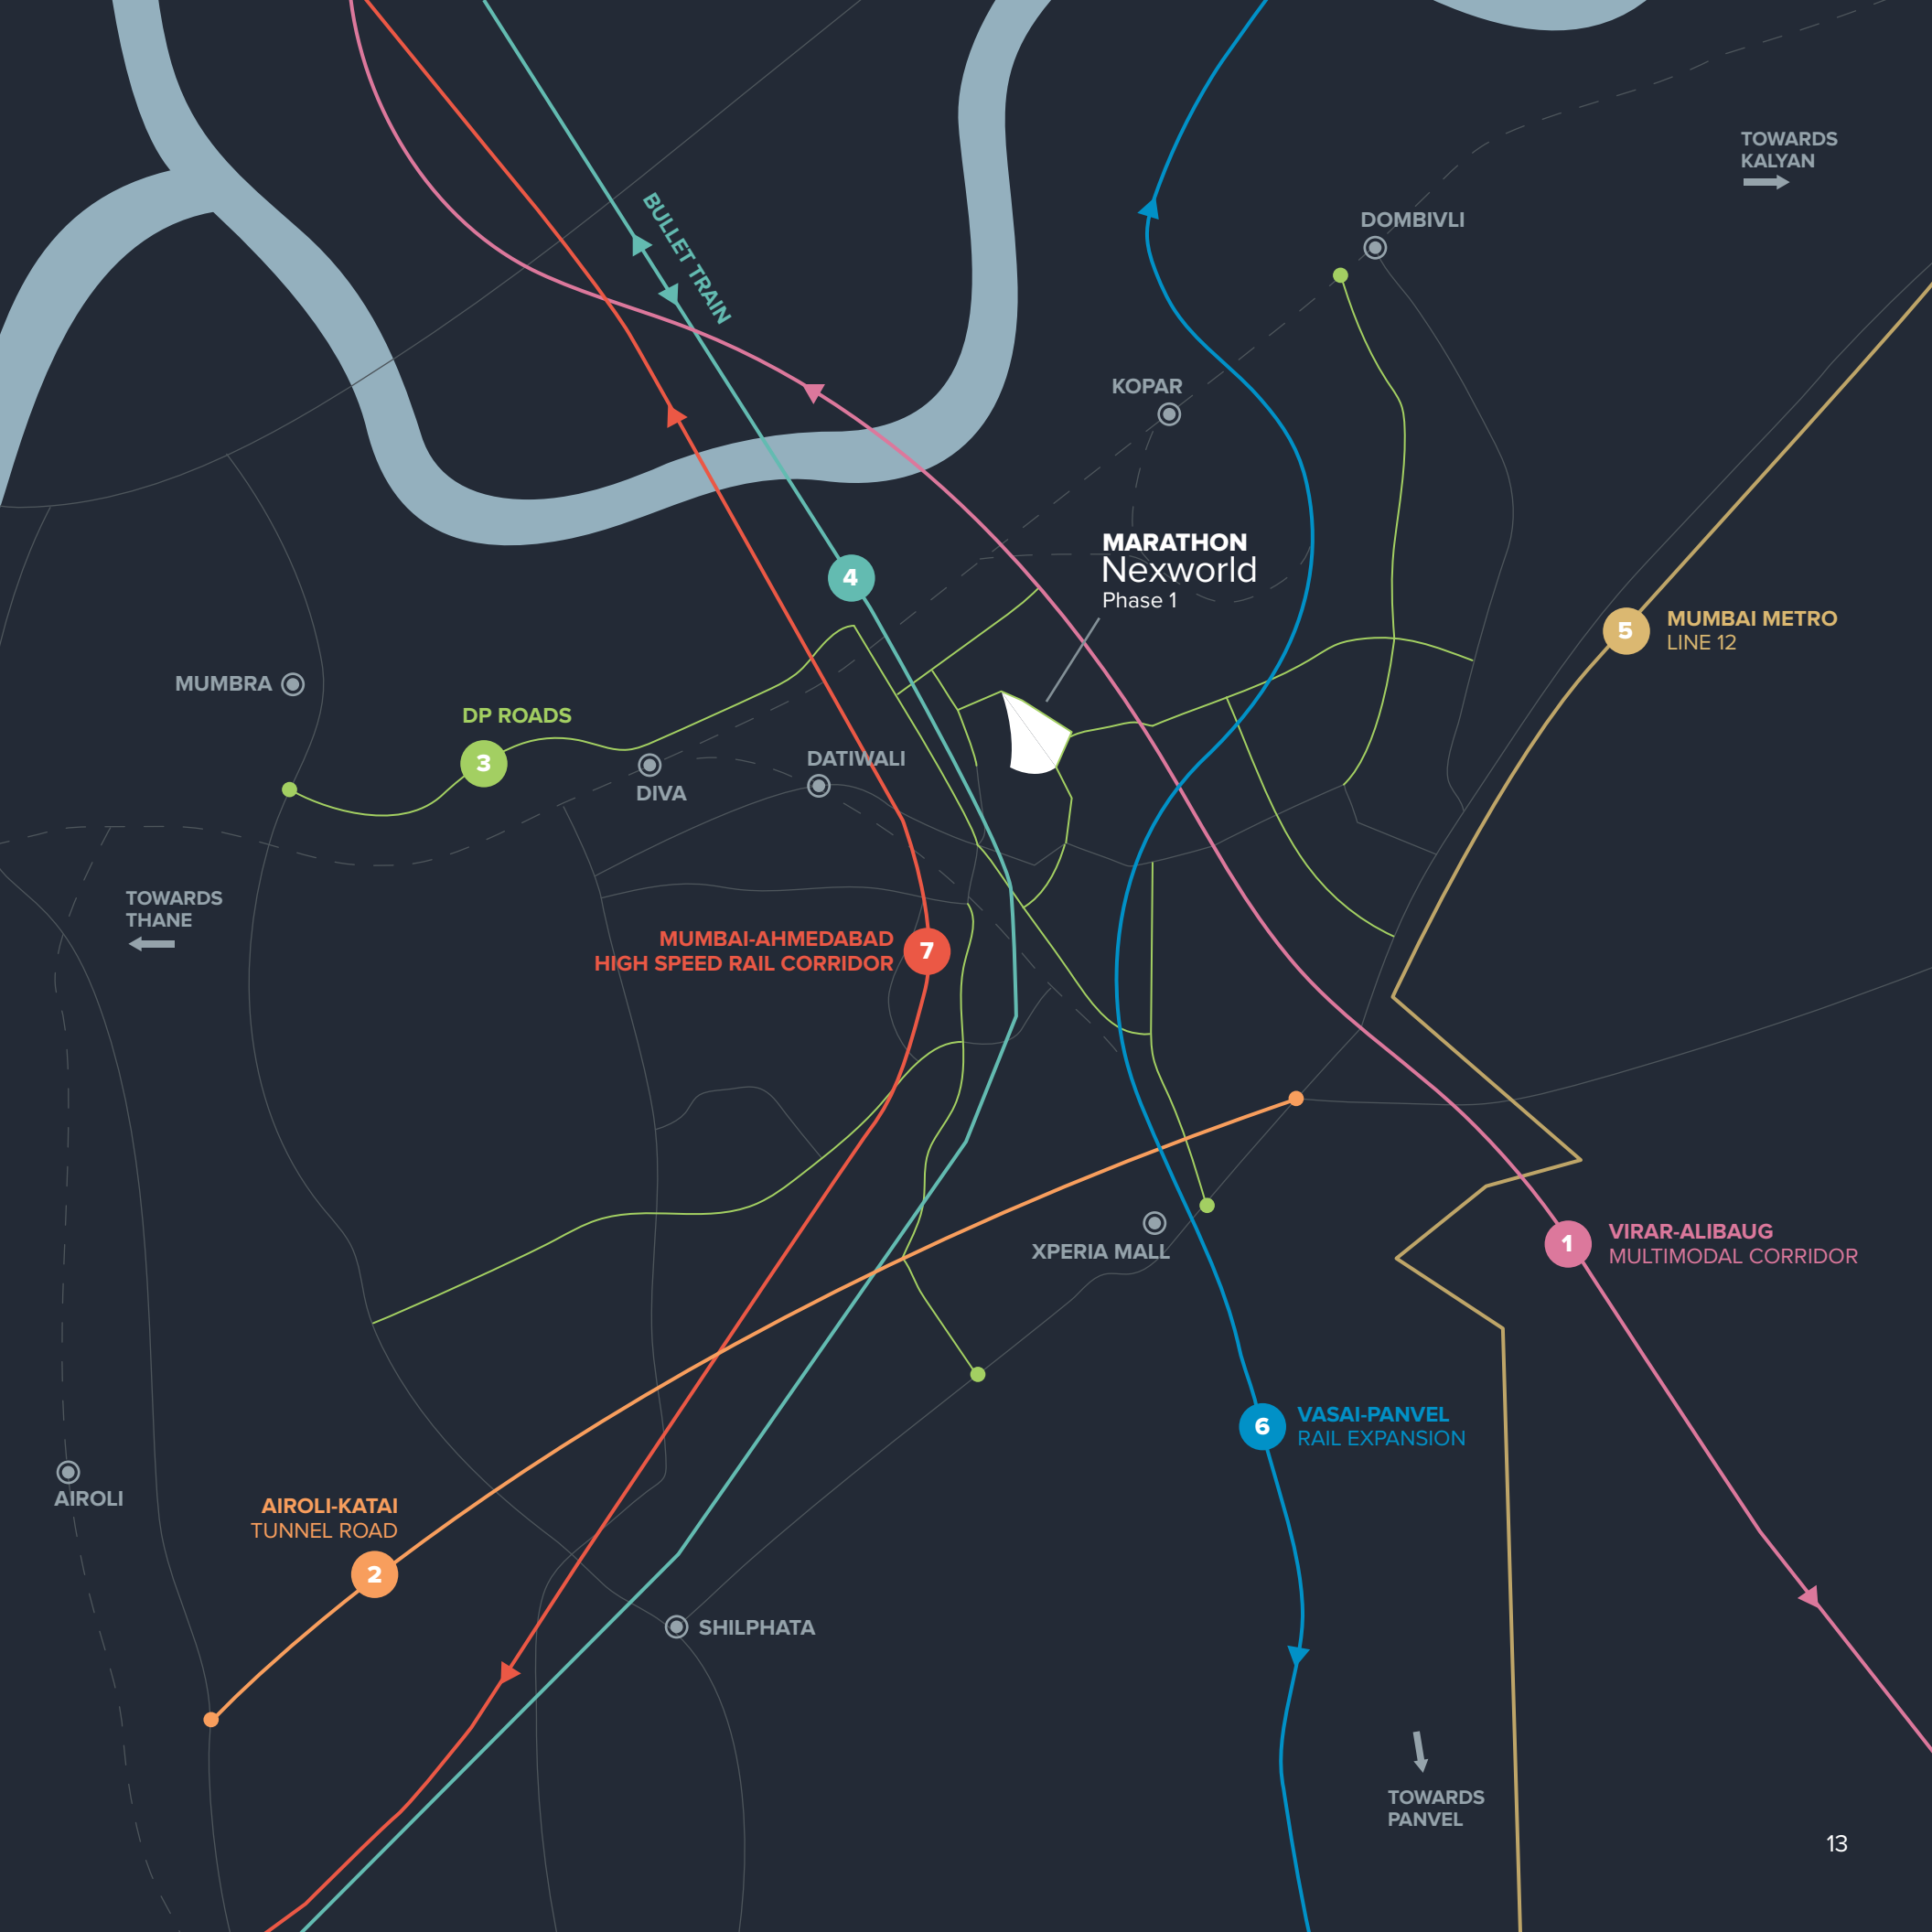 TOWARDS
KALYAN
BULLET TRAIN
DOMBIVLI
KOPAR
MARATHON
Nexworld
Phase 1
4
5
MUMBAI METRO
LINE 12
MUMBRA
DP ROADS
3
DIVA
DATIWALI
TOWARDS
THANE
MUMBAI-AHMEDABAD
HIGH SPEED RAIL CORRIDOR
7
XPERIA MALL
1
VIRAR-ALIBAUG
MULTIMODAL CORRIDOR
6
VASAI-PANVEL
RAIL EXPANSION
AIROLI
AIROLI-KATAI
TUNNEL ROAD
2
SHILPHATA
TOWARDS
PANVEL
13